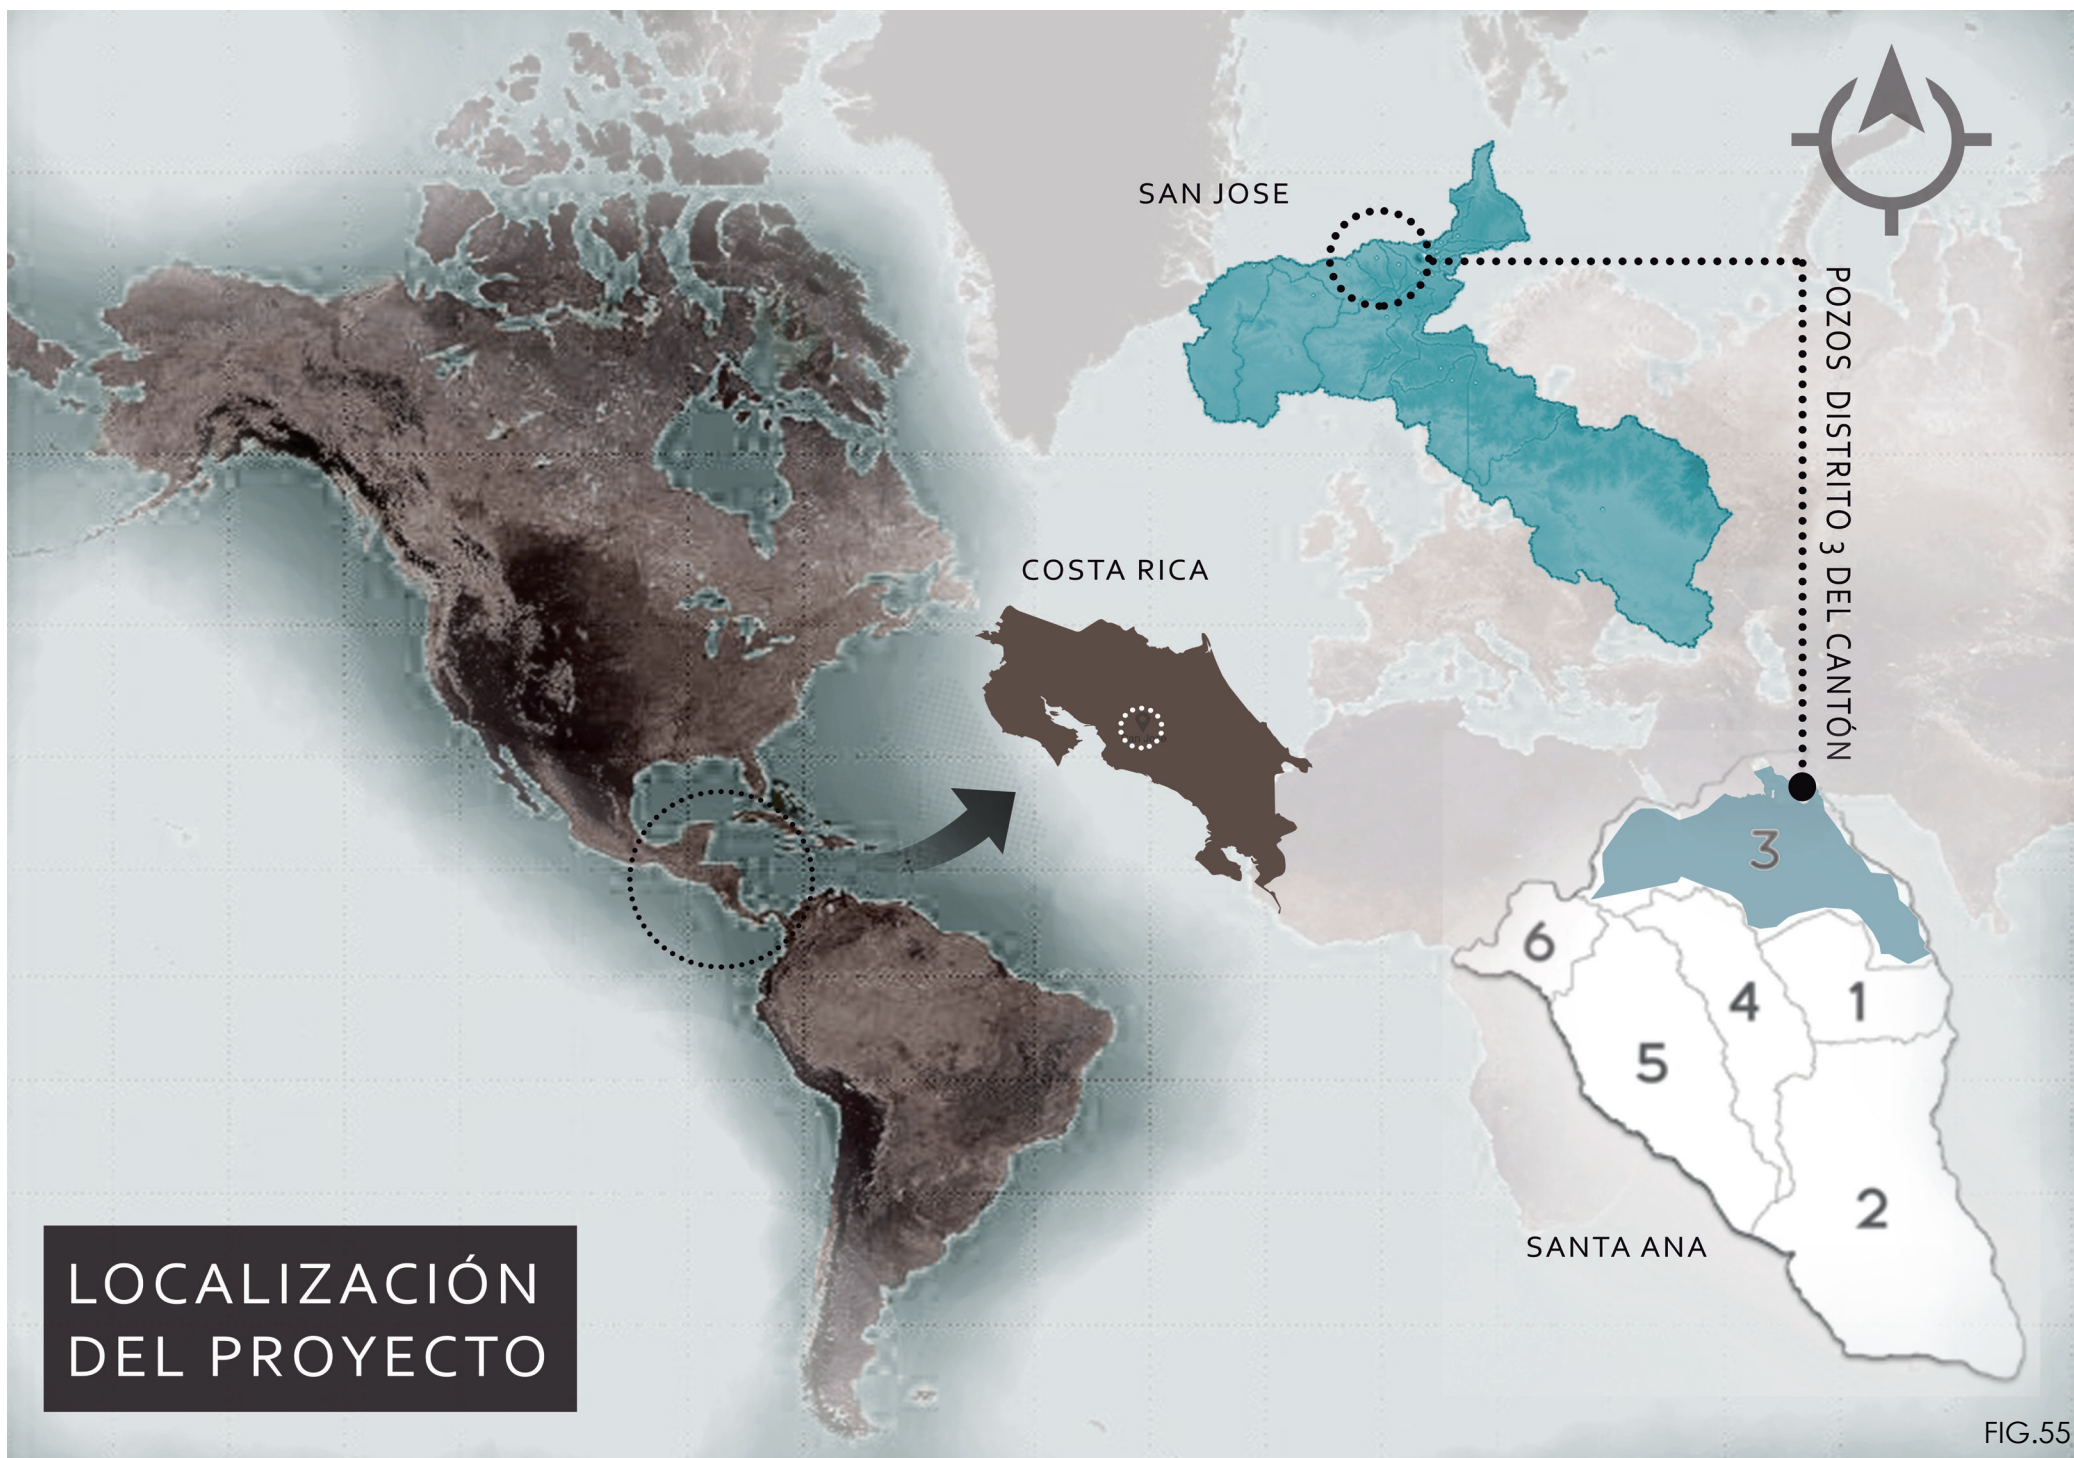 SAN JOSE
POZOS DISTRITO 3 DEL CANTÓN
COSTA RICA
3
6
4
1
5
2
SANTA ANA
LOCALIZACIÓN
DEL PROYECTO
FIG.55